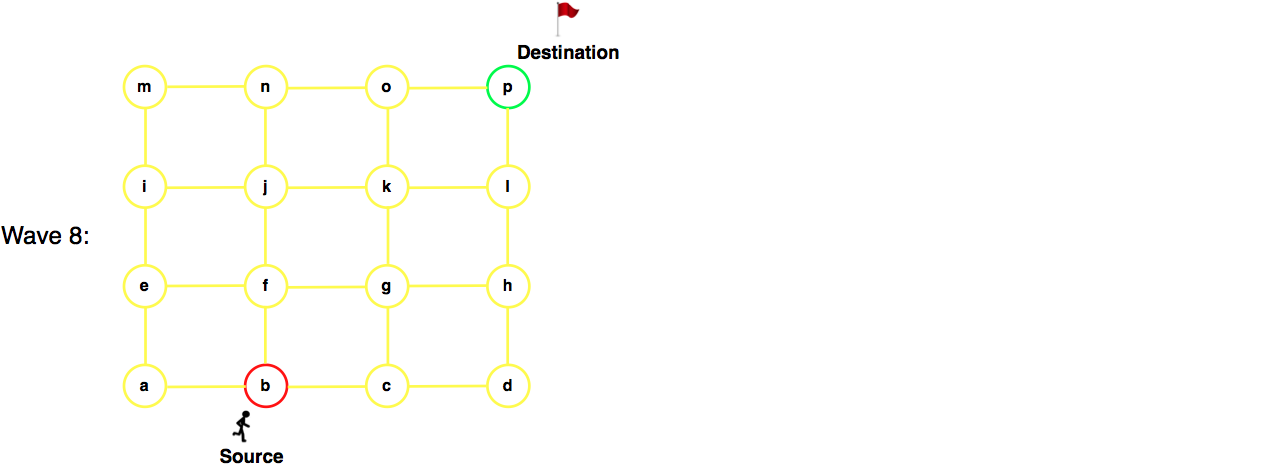 Destination
m n o p
i j k l
Wave 8:
e f g h
a b c d
Source